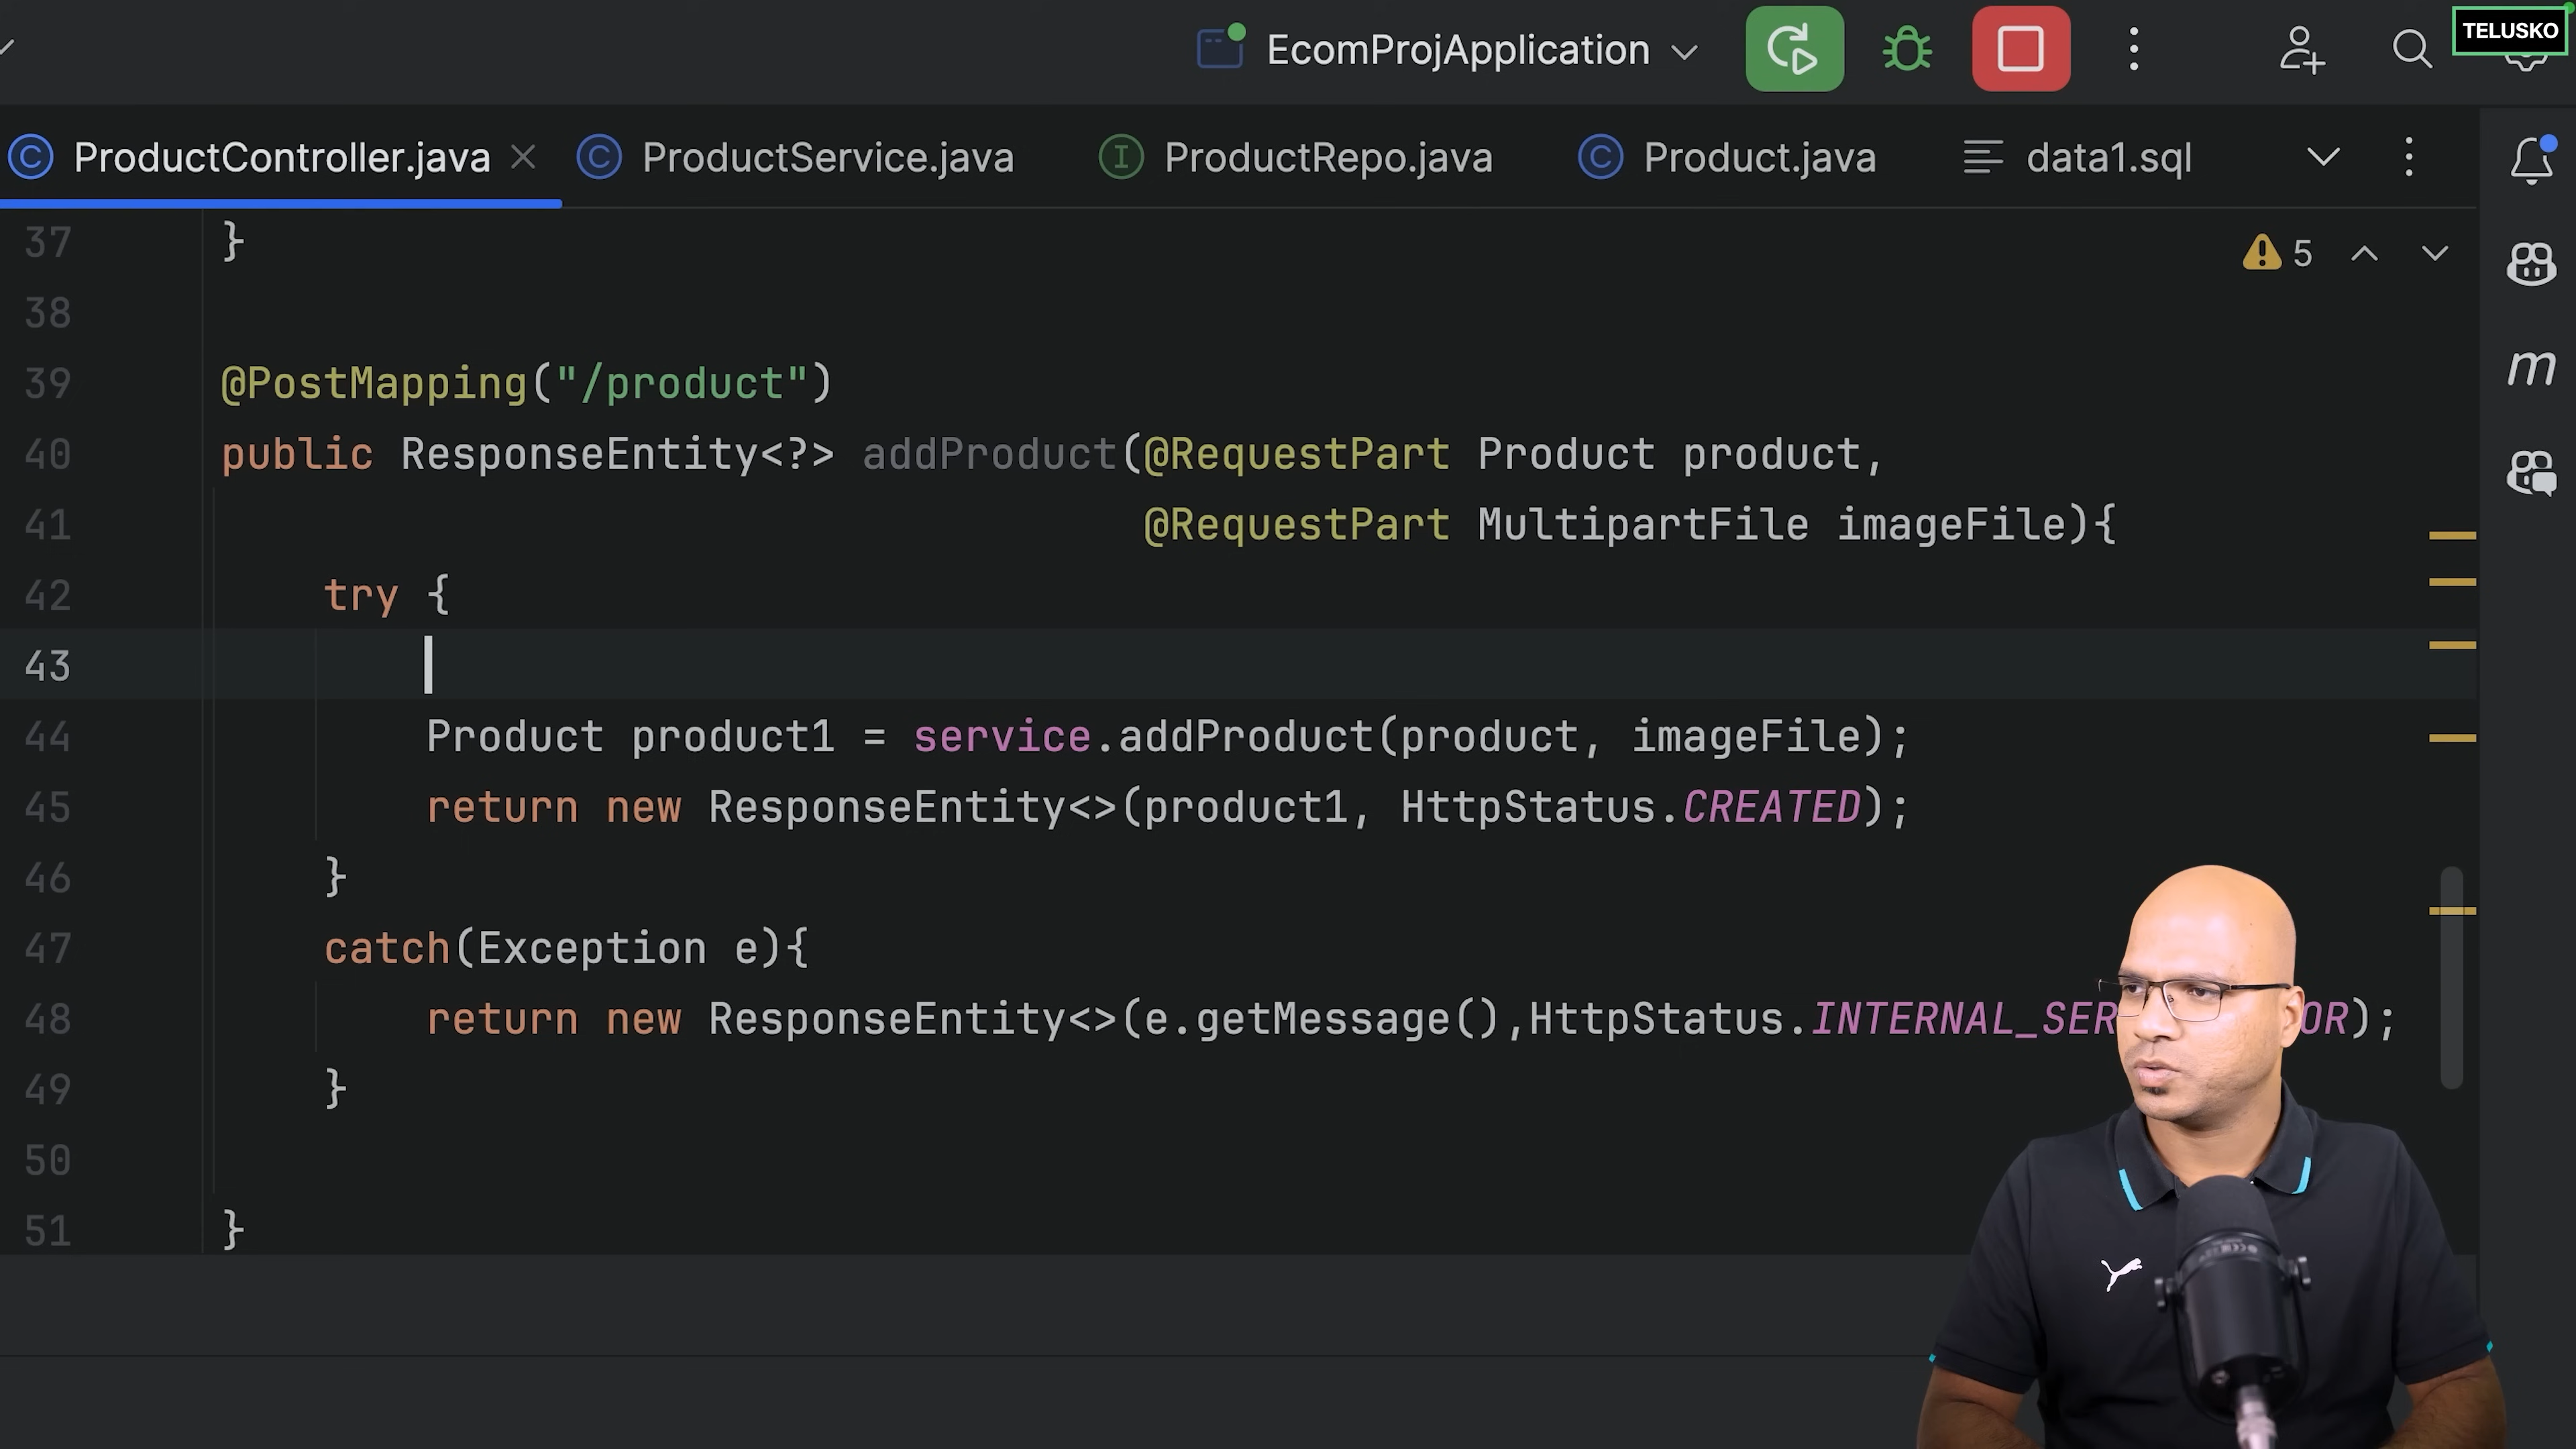 EcomProjApplication
TELUSKO
ProductController.java
ProductService.java
ProductRepo.java
Product.java
data1.sql
37 }
5
38
39 @PostMapping("/product")
40 public ResponseEntity<?> addProduct(@RequestPart Product product,
41 @RequestPart MultipartFile imageFile){
42 try {
43
44 Product product1 = service.addProduct(product, imageFile);
45 return new ResponseEntity<>(product1, HttpStatus.CREATED);
46 }
47 catch(Exception e){
48 return new ResponseEntity<>(e.getMessage(),HttpStatus.INTERNAL_SER OR);
49 }
50
51 }
m